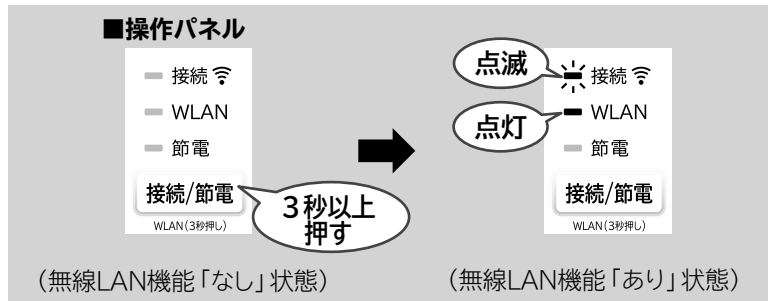 ■操作パネル
接続
WLAN
節電
接続/節電
WLAN(3秒押し)
3秒以上
押す
(無線LAN機能「なし」状態)
点滅
接続
点灯
WLAN
節電
接続/節電
WLAN(3秒押し)
(無線LAN機能「あり」状態)